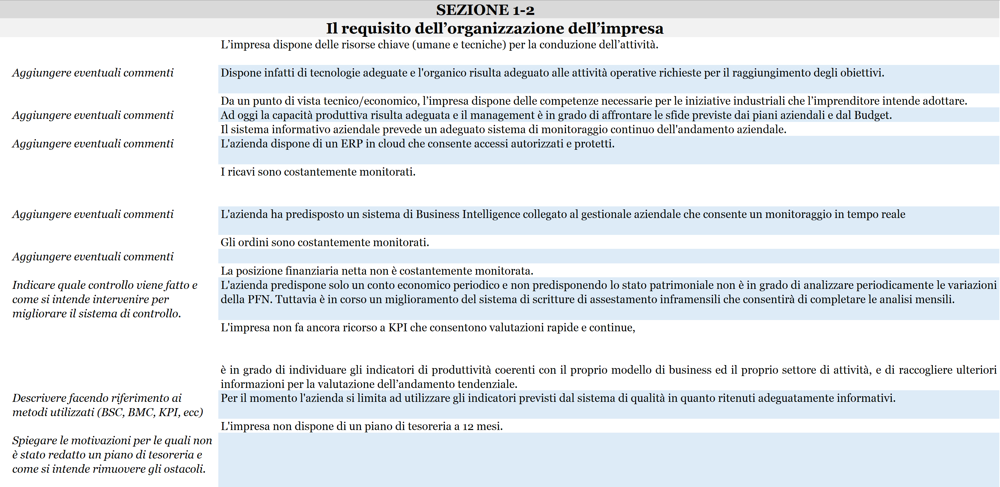 SEZIONE 1-2
Il requisito dell’organizzazione dell’impresa
L’impresa dispone delle risorse chiave (umane e tecniche) per la conduzione dell’attività.
Aggiungere eventuali commenti
Dispone infatti di tecnologie adeguate e l'organico risulta adeguato alle attività operative richieste per il raggiungimento degli obiettivi.
Da un punto di vista tecnico/economico, l’impresa dispone delle competenze necessarie per le iniziative industriali che l’imprenditore intende adottare.
Aggiungere eventuali commenti
Ad oggi la capacità produttiva risulta adeguata e il management è in grado di affrontare le sfide previste dai piani aziendali e dal Budget.
Il sistema informativo aziendale prevede un adeguato sistema di monitoraggio continuo dell'andamento aziendale.
Aggiungere eventuali commenti
L'azienda dispone di un ERP in cloud che consente accessi autorizzati e protetti.
I ricavi sono costantemente monitorati.
Aggiungere eventuali commenti
L'azienda ha predisposto un sistema di Business Intelligence collegato al gestionale aziendale che consente un monitoraggio in tempo reale
Gli ordini sono costantemente monitorati.
Aggiungere eventuali commenti
La posizione finanziaria netta non è costantemente monitorata.
Indicare quale controllo viene fatto e
come si intende intervenire per
migliorare il sistema di controllo.
L'azienda predispone solo un conto economico periodico e non predisponendo lo stato patrimoniale non è in grado di analizzare periodicamente le variazioni
della PFN. Tuttavia è in corso un miglioramento del sistema di scritture di assestamento inframensili che consentirà di completare le analisi mensili.
L'impresa non fa ancora ricorso a KPI che consentono valutazioni rapide e continue,
è in grado di individuare gli indicatori di produttività coerenti con il proprio modello di business ed il proprio settore di attività, e di raccogliere ulteriori
informazioni per la valutazione dell’andamento tendenziale.
Descrivere facendo riferimento ai
metodi utilizzati (BSC, BMC, KPI, ecc)
Per il momento l'azienda si limita ad utilizzare gli indicatori previsti dal sistema di qualità in quanto ritenuti adeguatamente informativi.
L'impresa non dispone di un piano di tesoreria a 12 mesi.
Spiegare le motivazioni per le quali non
è stato redatto un piano di tesoreria e
come si intende rimuovere gli ostacoli.